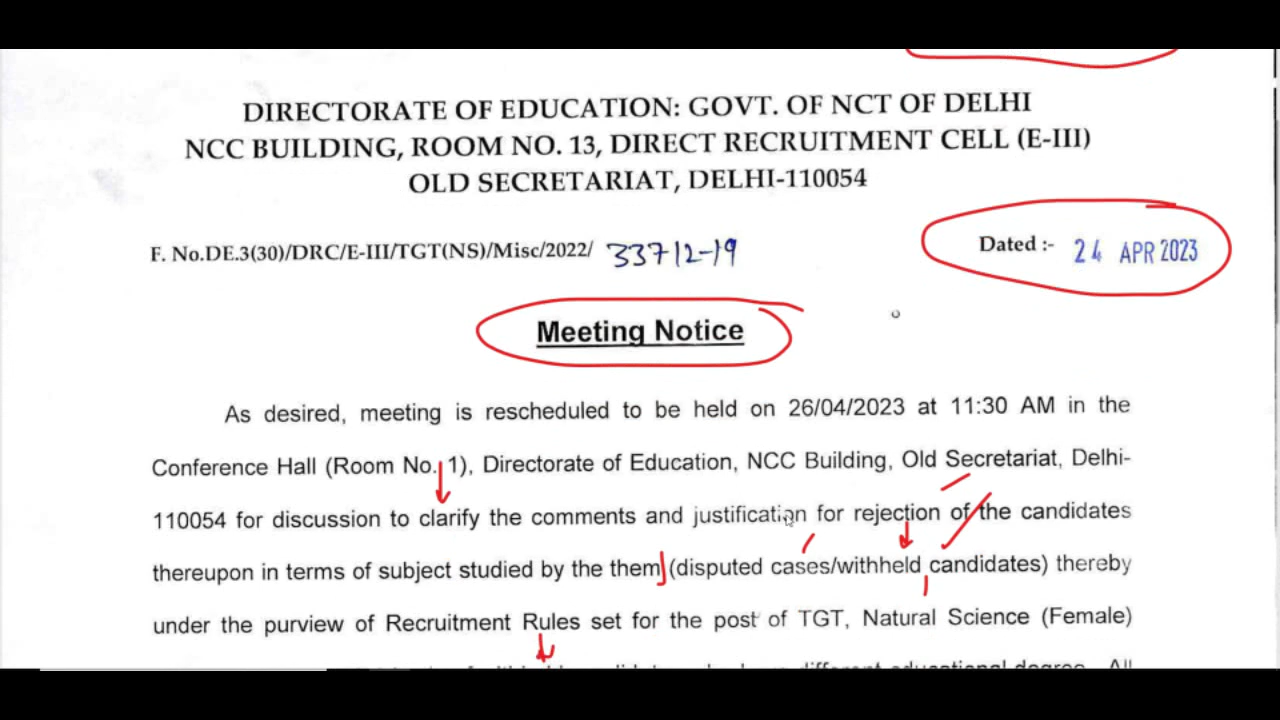 DIRECTORATE OF EDUCATION: GOVT. OF NCT OF DELHI
NCC BUILDING, ROOM NO. 13, DIRECT RECRUITMENT CELL (E-III)
OLD SECRETARIAT, DELHI-110054
F. No.DE.3(30)/DRC/E-III/TGT(NS)/Misc/2022/ 33712-19
Dated :- 24 APR 2023
Meeting Notice
As desired, meeting is rescheduled to be held on 26/04/2023 at 11:30 AM in the
Conference Hall (Room No. 1), Directorate of Education, NCC Building, Old Secretariat, Delhi-
110054 for discussion to clarify the comments and justification for rejection of the candidates
thereupon in terms of subject studied by the them (disputed cases/withheld candidates) thereby
under the purview of Recruitment Rules set for the post of TGT, Natural Science (Female)
different educational degree. All